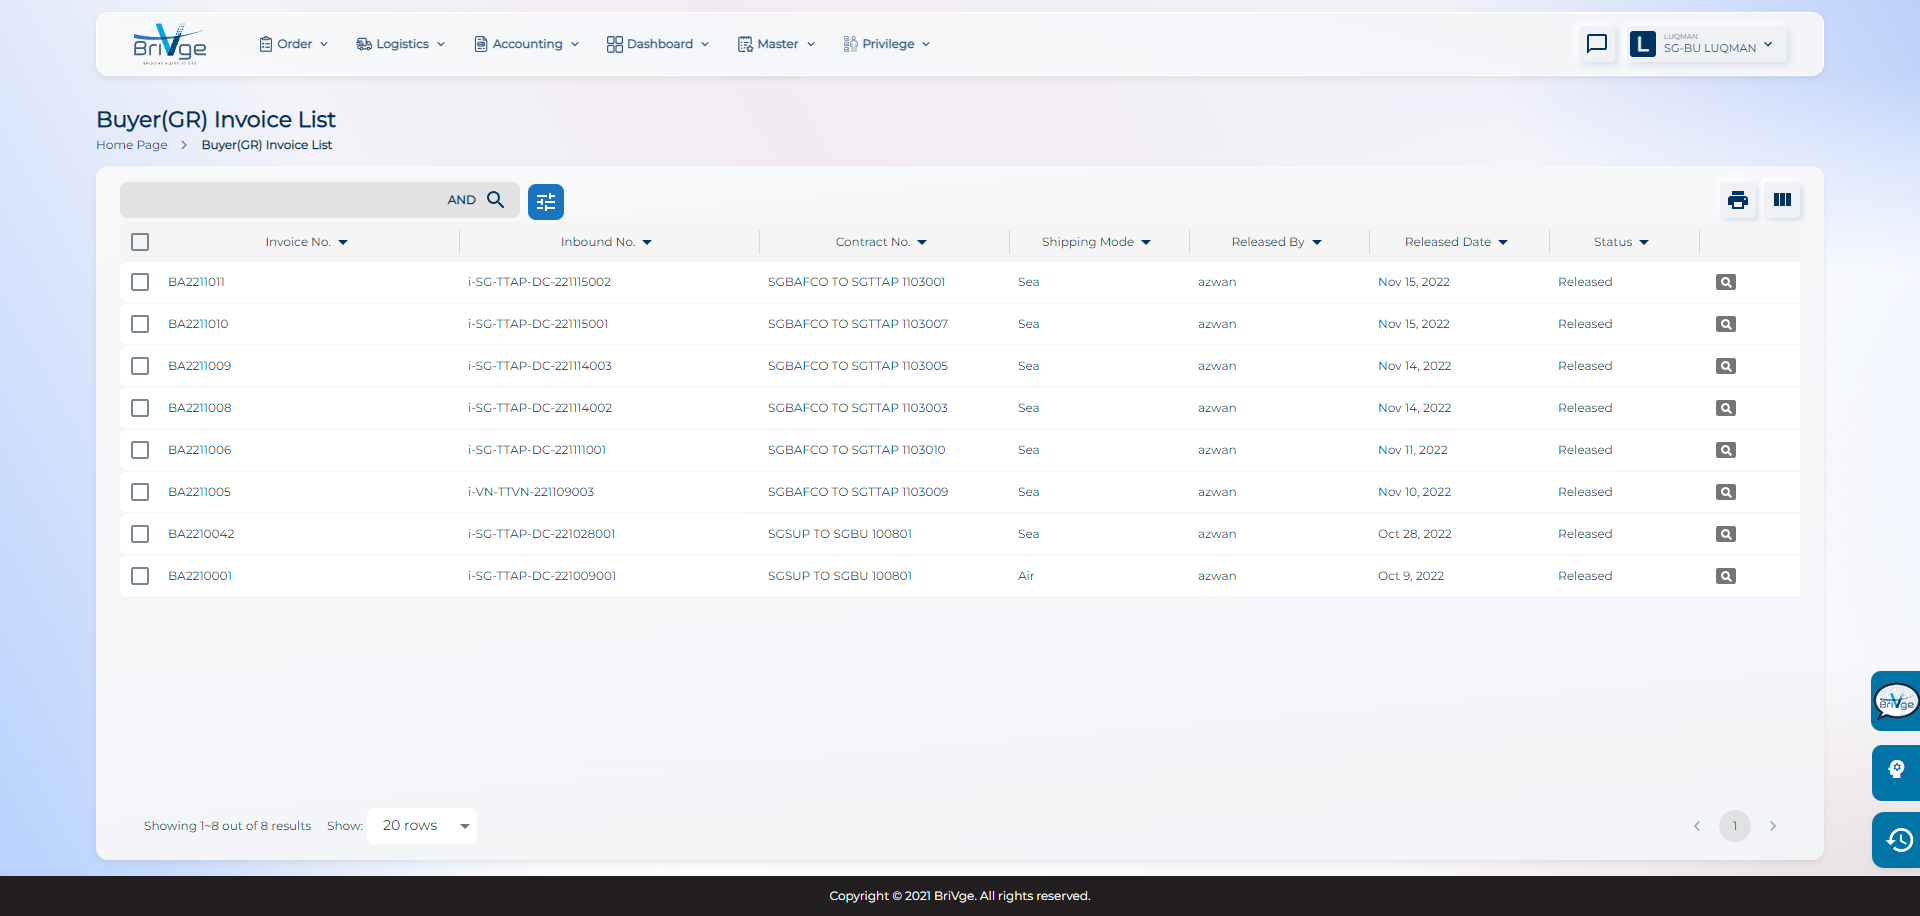 BriVge
Order
Logistics
Accounting
Dashboard
Master
Privilege
L
LUQMAN
SG-BU LUQMAN
Buyer(GR) Invoice List
Home Page > Buyer(GR) Invoice List
AND
Invoice No. Inbound No. Contract No. Shipping Mode Released By Released Date Status
BA2211011 i-SG-TTAP-DC-221115002 SGBAFCO TO SGTTAP 1103001 Sea azwan Nov 15, 2022 Released
BA2211010 i-SG-TTAP-DC-221115001 SGBAFCO TO SGTTAP 1103007 Sea azwan Nov 15, 2022 Released
BA2211009 i-SG-TTAP-DC-221114003 SGBAFCO TO SGTTAP 1103005 Sea azwan Nov 14, 2022 Released
BA2211008 i-SG-TTAP-DC-221114002 SGBAFCO TO SGTTAP 1103003 Sea azwan Nov 14, 2022 Released
BA2211006 i-SG-TTAP-DC-221111001 SGBAFCO TO SGTTAP 1103010 Sea azwan Nov 11, 2022 Released
BA2211005 i-VN-TTVN-221109003 SGBAFCO TO SGTTAP 1103009 Sea azwan Nov 10, 2022 Released
BA2210042 i-SG-TTAP-DC-221028001 SGSUP TO SGBU 100801 Sea azwan Oct 28, 2022 Released
BA2210001 i-SG-TTAP-DC-221009001 SGSUP TO SGBU 100801 Air azwan Oct 9, 2022 Released
BriVge
Showing 1~8 out of 8 results Show: 20 rows
< 1 >
Copyright © 2021 BriVge. All rights reserved.